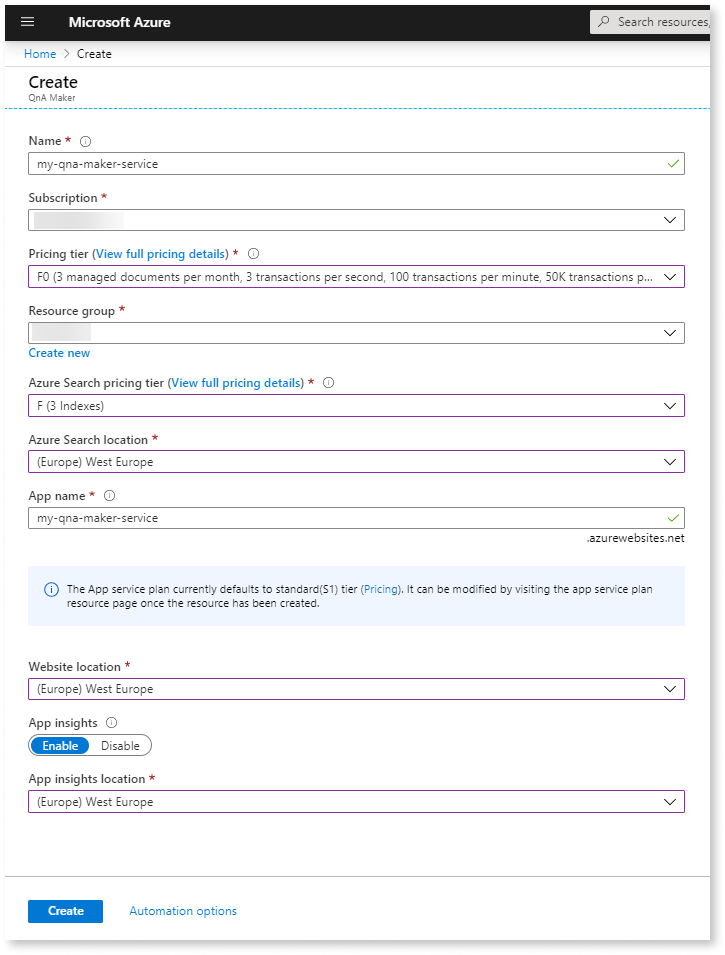 Microsoft Azure
Search resources,
Home > Create
Create
QnA Maker
Name *
my-qna-maker-service
Subscription *
Pricing tier (View full pricing details) *
F0 (3 managed documents per month, 3 transactions per second, 100 transactions per minute, 50K transactions p...
Resource group *
Create new
Azure Search pricing tier (View full pricing details) *
F (3 Indexes)
Azure Search location *
(Europe) West Europe
App name *
my-qna-maker-service
.azurewebsites.net
The App service plan currently defaults to standard(S1) tier (Pricing). It can be modified by visiting the app service plan
resource page once the resource has been created.
Website location *
(Europe) West Europe
App insights
Enable Disable
App insights location *
(Europe) West Europe
Create Automation options